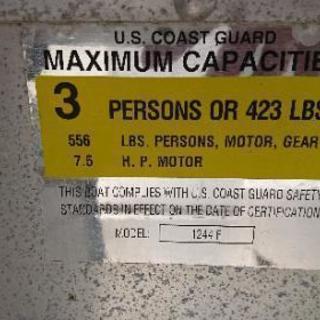 U.S. COAST GUARD
MAXIMUM CAPACITIE
3 PERSONS OR 423 LBS
556 LBS. PERSONS, MOTOR, GEAR
7.5 H. P. MOTOR
THIS BOAT COMPLIES WITH U.S. COAST GUARD SAFETY
STANDARDS IN EFFECT ON THE DATE OF CERTIFICATION
MODEL: 1244 F